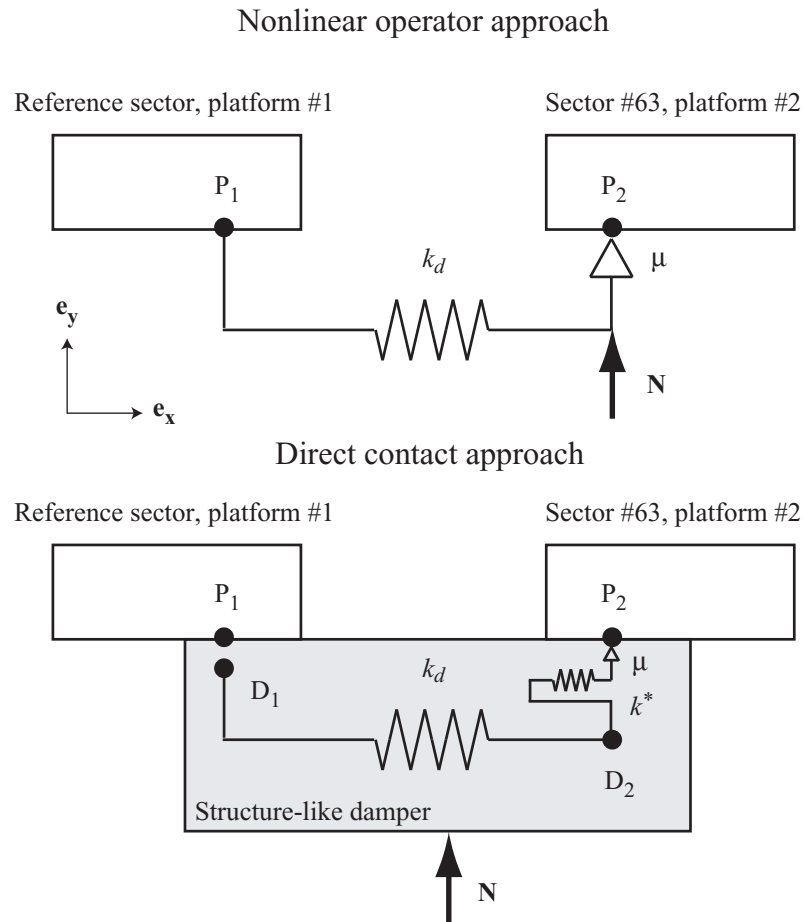 Nonlinear operator approach
Reference sector, platform #1
Sector #63, platform #2
P1
P2
kd
μ
ey
N
ex
Direct contact approach
Reference sector, platform #1
Sector #63, platform #2
P1
P2
kd
μ
D1
k*
D2
Structure-like damper
N